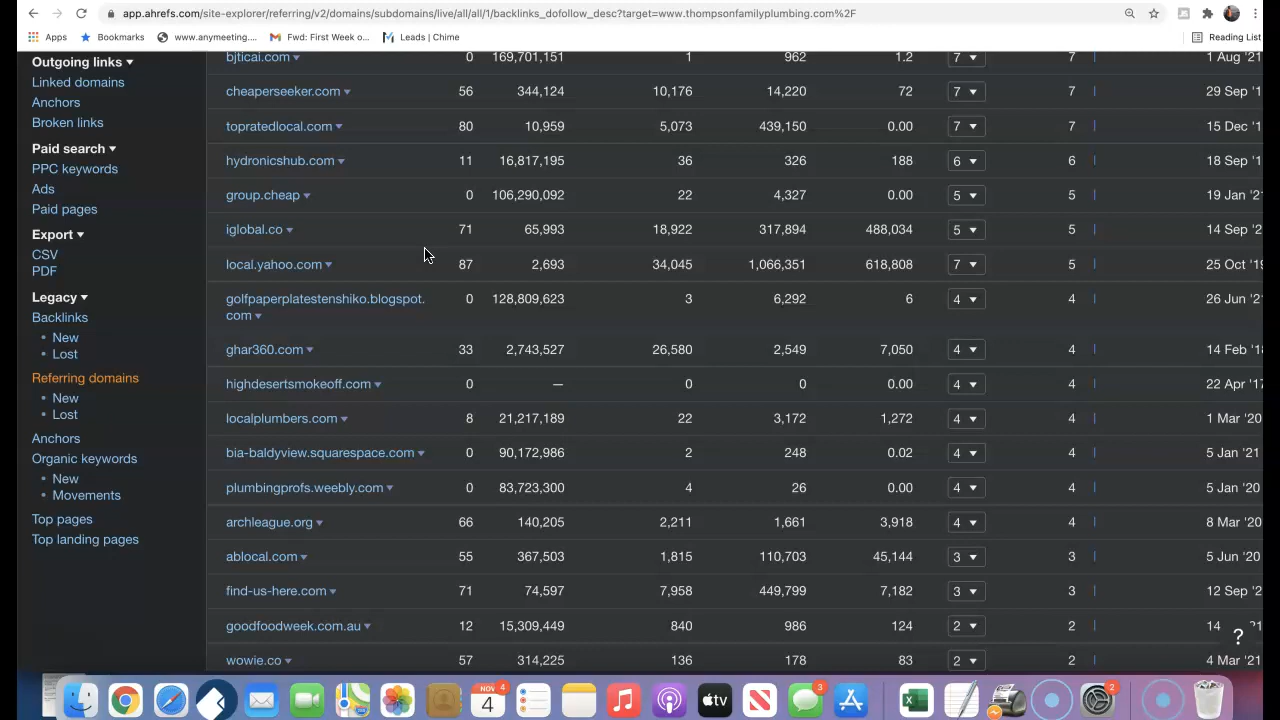 app.ahrefs.com/site-explorer/referring/v2/domains/subdomains/live/all/all/1/backlinks_dofollow_desc?target=www.thompsonfamilyplumbing.com%2F
Apps Bookmarks www.anymeeting.... Fwd: First Week o... Leads | Chime Reading List
Outgoing links ▾
Linked domains
Anchors
Broken links
Paid search ▾
PPC keywords
Ads
Paid pages
Export ▾
CSV
PDF
Legacy ▾
Backlinks
• New
• Lost
Referring domains
• New
• Lost
Anchors
Organic keywords
• New
• Movements
Top pages
Top landing pages
bjticai.com ▾ 0 169,701,151 1 962 1.2 7 ▾ 7 1 Aug '21
cheaperseeker.com ▾ 56 344,124 10,176 14,220 72 7 ▾ 7 29 Sep '1
topratedlocal.com ▾ 80 10,959 5,073 439,150 0.00 7 ▾ 7 15 Dec '1
hydronicshub.com ▾ 11 16,817,195 36 326 188 6 ▾ 6 18 Sep '1
group.cheap ▾ 0 106,290,092 22 4,327 0.00 5 ▾ 5 19 Jan '2
iglobal.co ▾ 71 65,993 18,922 317,894 488,034 5 ▾ 5 14 Sep '2
local.yahoo.com ▾ 87 2,693 34,045 1,066,351 618,808 7 ▾ 5 25 Oct '1
golfpaperplatestenshiko.blogspot. 0 128,809,623 3 6,292 6 4 ▾ 4 26 Jun '2
com ▾
ghar360.com ▾ 33 2,743,527 26,580 2,549 7,050 4 ▾ 4 14 Feb '1
highdesertsmokeoff.com ▾ 0 — 0 0 0.00 4 ▾ 4 22 Apr '1
localplumbers.com ▾ 8 21,217,189 22 3,172 1,272 4 ▾ 4 1 Mar '20
bia-baldyview.squarespace.com ▾ 0 90,172,986 2 248 0.02 4 ▾ 4 5 Jan '21
plumbingprofs.weebly.com ▾ 0 83,723,300 4 26 0.00 4 ▾ 4 5 Jan '20
archleague.org ▾ 66 140,205 2,211 1,661 3,918 4 ▾ 4 8 Mar '20
ablocal.com ▾ 55 367,503 1,815 110,703 45,144 3 ▾ 3 5 Jun '20
find-us-here.com ▾ 71 74,597 7,958 449,799 7,182 3 ▾ 3 12 Sep '2
goodfoodweek.com.au ▾ 12 15,309,449 840 986 124 2 ▾ 2 14
wowie.co ▾ 57 314,225 136 178 83 2 ▾ 2 4 Mar '21
?
NOV 4
4 tv 3 2